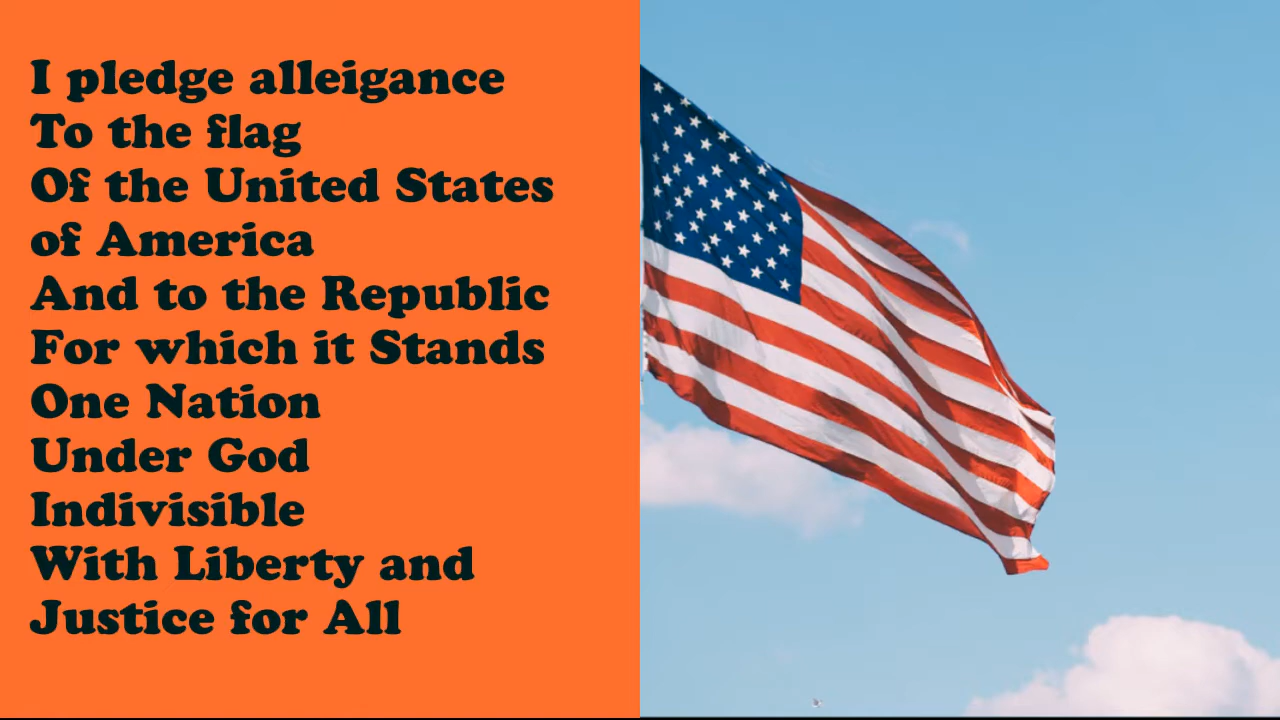 I pledge alleigance
To the flag
Of the United States
of America
And to the Republic
For which it Stands
One Nation
Under God
Indivisible
With Liberty and
Justice for All